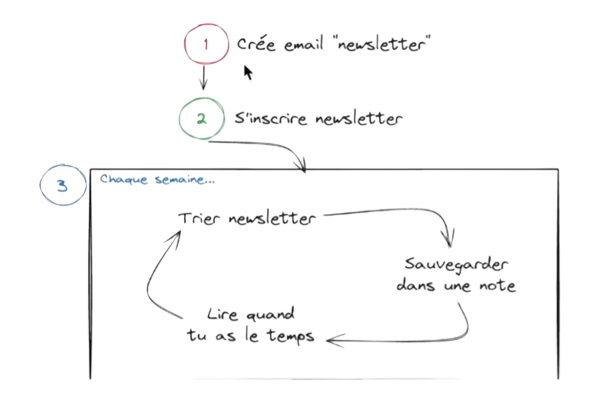 1 Crée email "newsletter"
2 S'inscrire newsletter
3 Chaque semaine...
Trier newsletter
Sauvegarder
dans une note
Lire quand
tu as le temps